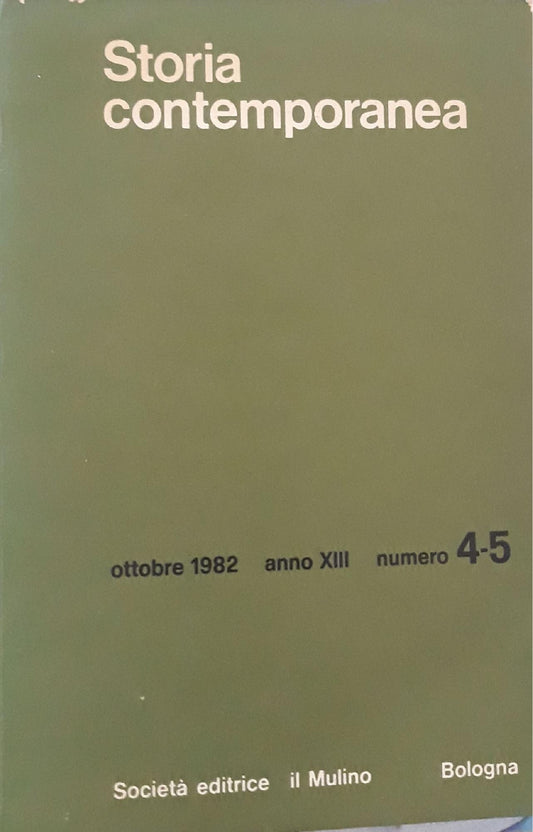 Storia
contemporanea
ottobre 1982 anno XIII numero 4-5
Società editrice il Mulino Bologna